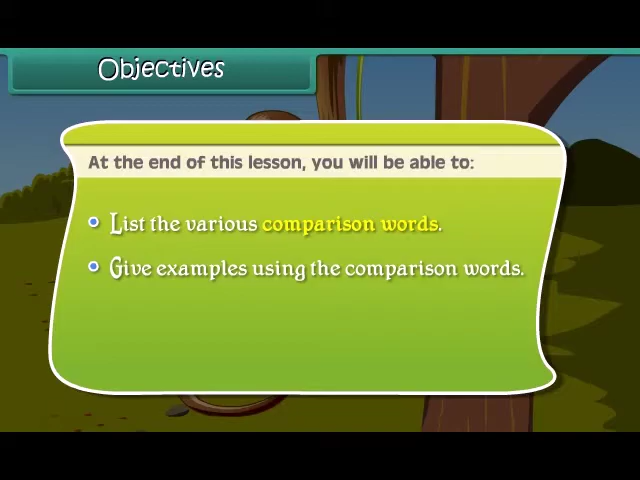 Objectives
At the end of this lesson, you will be able to:
List the various comparison words.
Give examples using the comparison words.